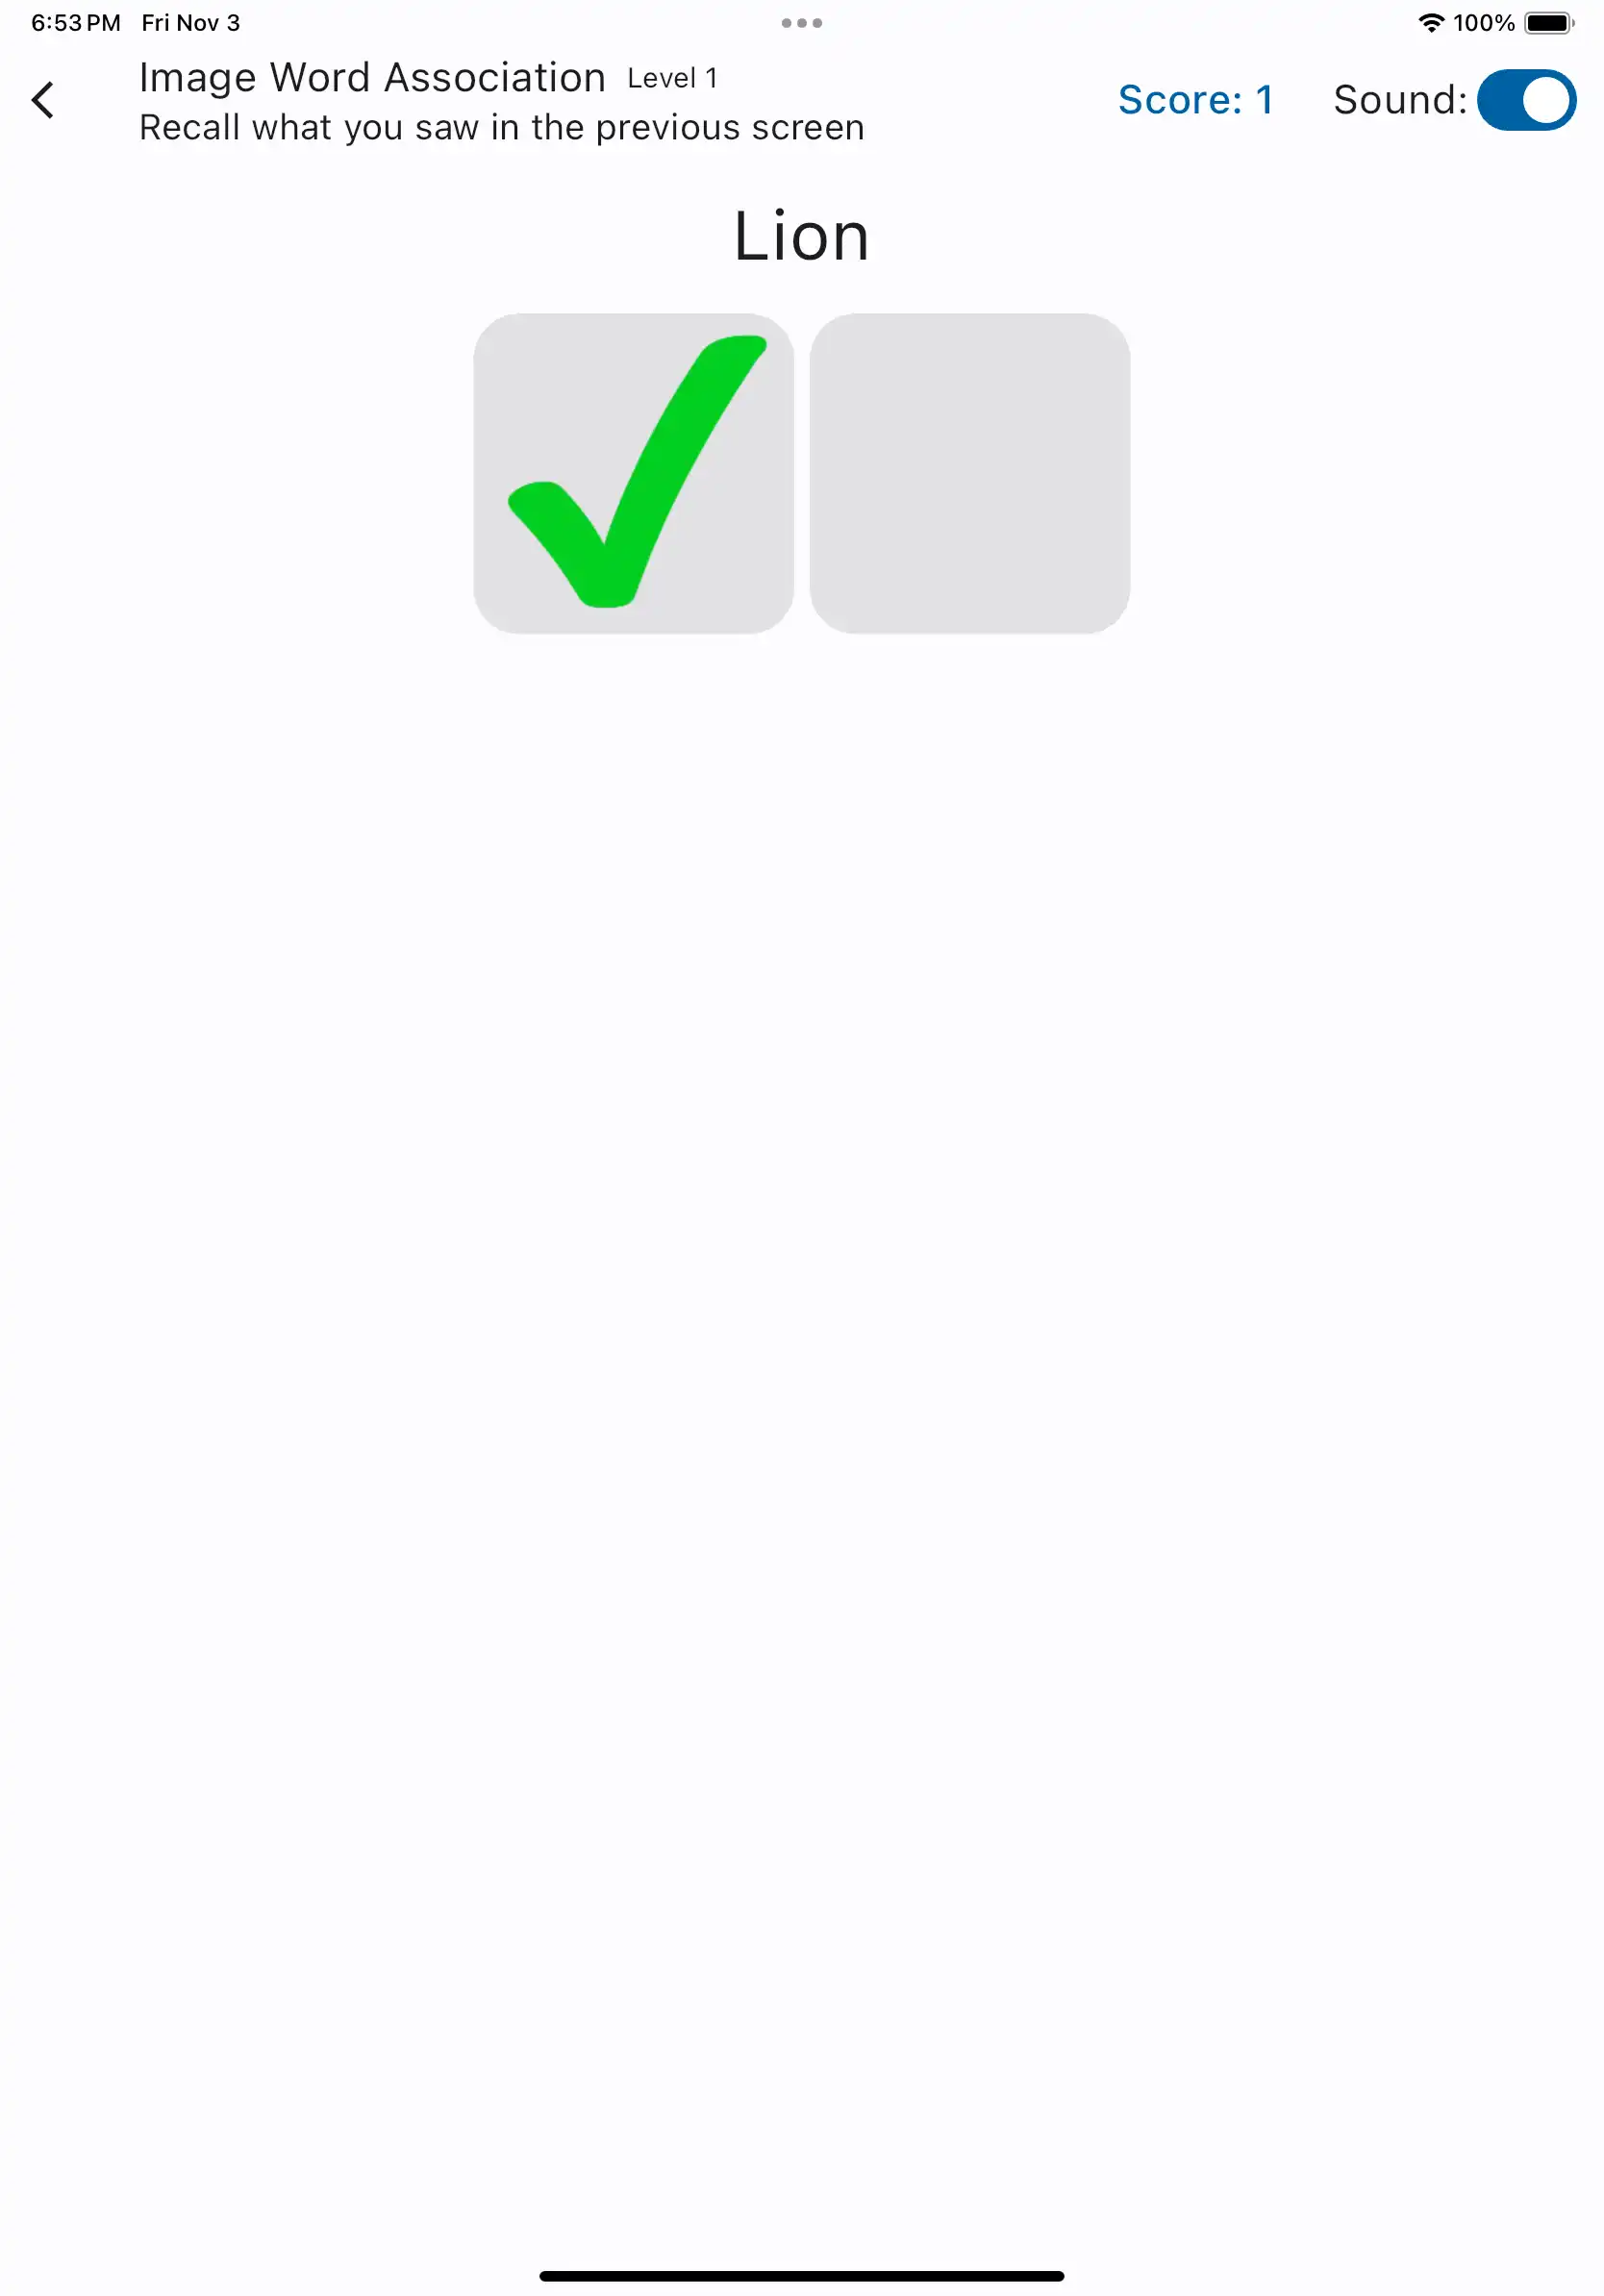 6:53 PM Fri Nov 3
100%
Image Word Association Level 1
Recall what you saw in the previous screen
Score: 1
Sound:
Lion